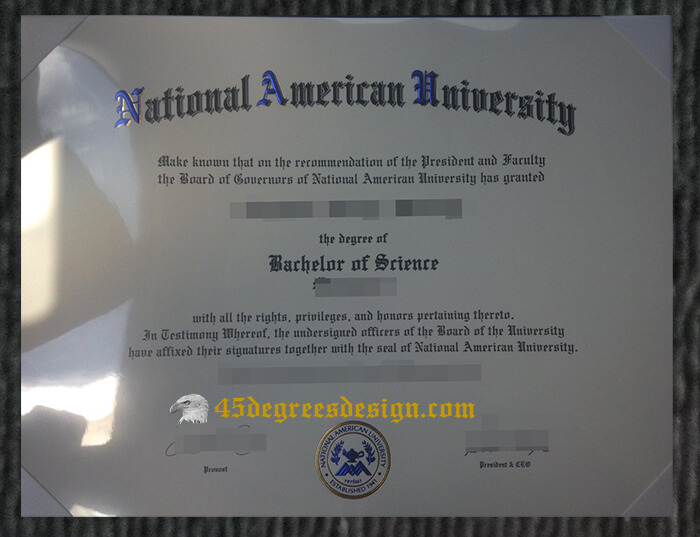 National American University
Make known that on the recommendation of the President and Faculty
the Board of Governors of National American University has granted
the degree of
Bachelor of Science
with all the rights, privileges, and honors pertaining thereto.
In Testimony Whereof, the undersigned officers of the Board of the University
have affixed their signatures together with the seal of National American University.
45degreesdesign.com
Provost
NATIONAL AMERICAN UNIVERSITY
ESTABLISHED 1941
President & CEO